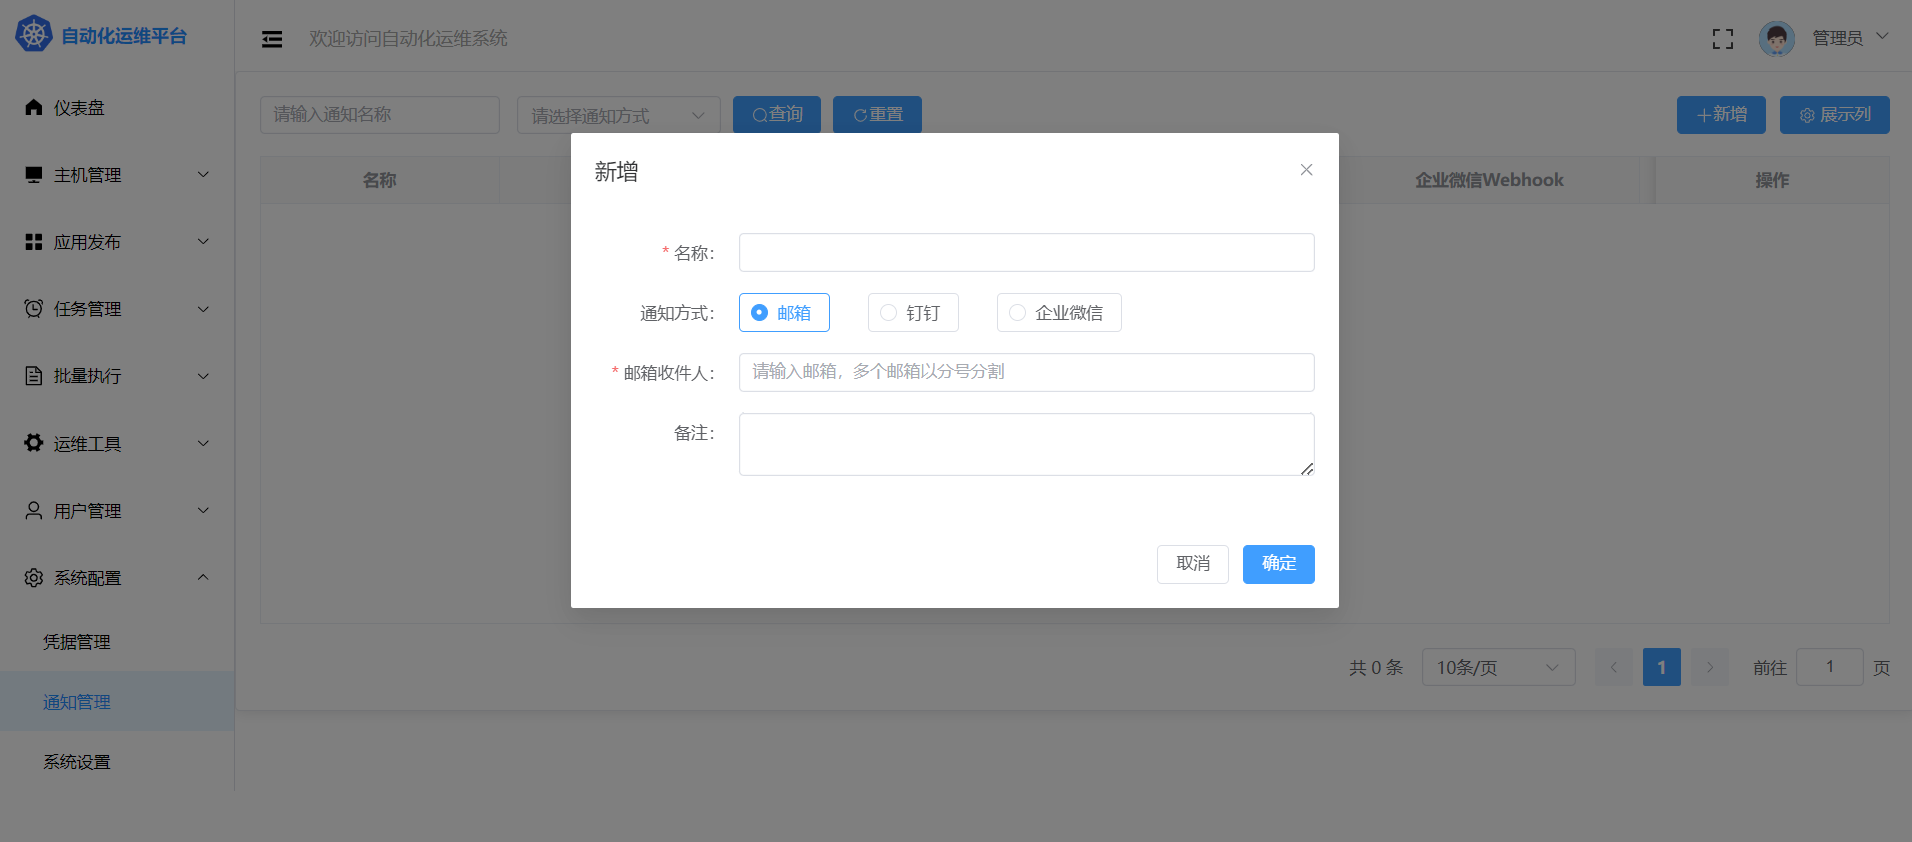 自动化运维平台
欢迎访问自动化运维系统
管理员
仪表盘
主机管理
应用发布
任务管理
批量执行
运维工具
用户管理
系统配置
凭据管理
通知管理
系统设置
请输入通知名称
请选择通知方式
查询
重置
新增
展示列
名称
企业微信Webhook
操作
新增
* 名称：
通知方式：
邮箱
钉钉
企业微信
* 邮箱收件人：
请输入邮箱，多个邮箱以分号分割
备注：
取消
确定
共 0 条
10条/页
1
前往
1
页